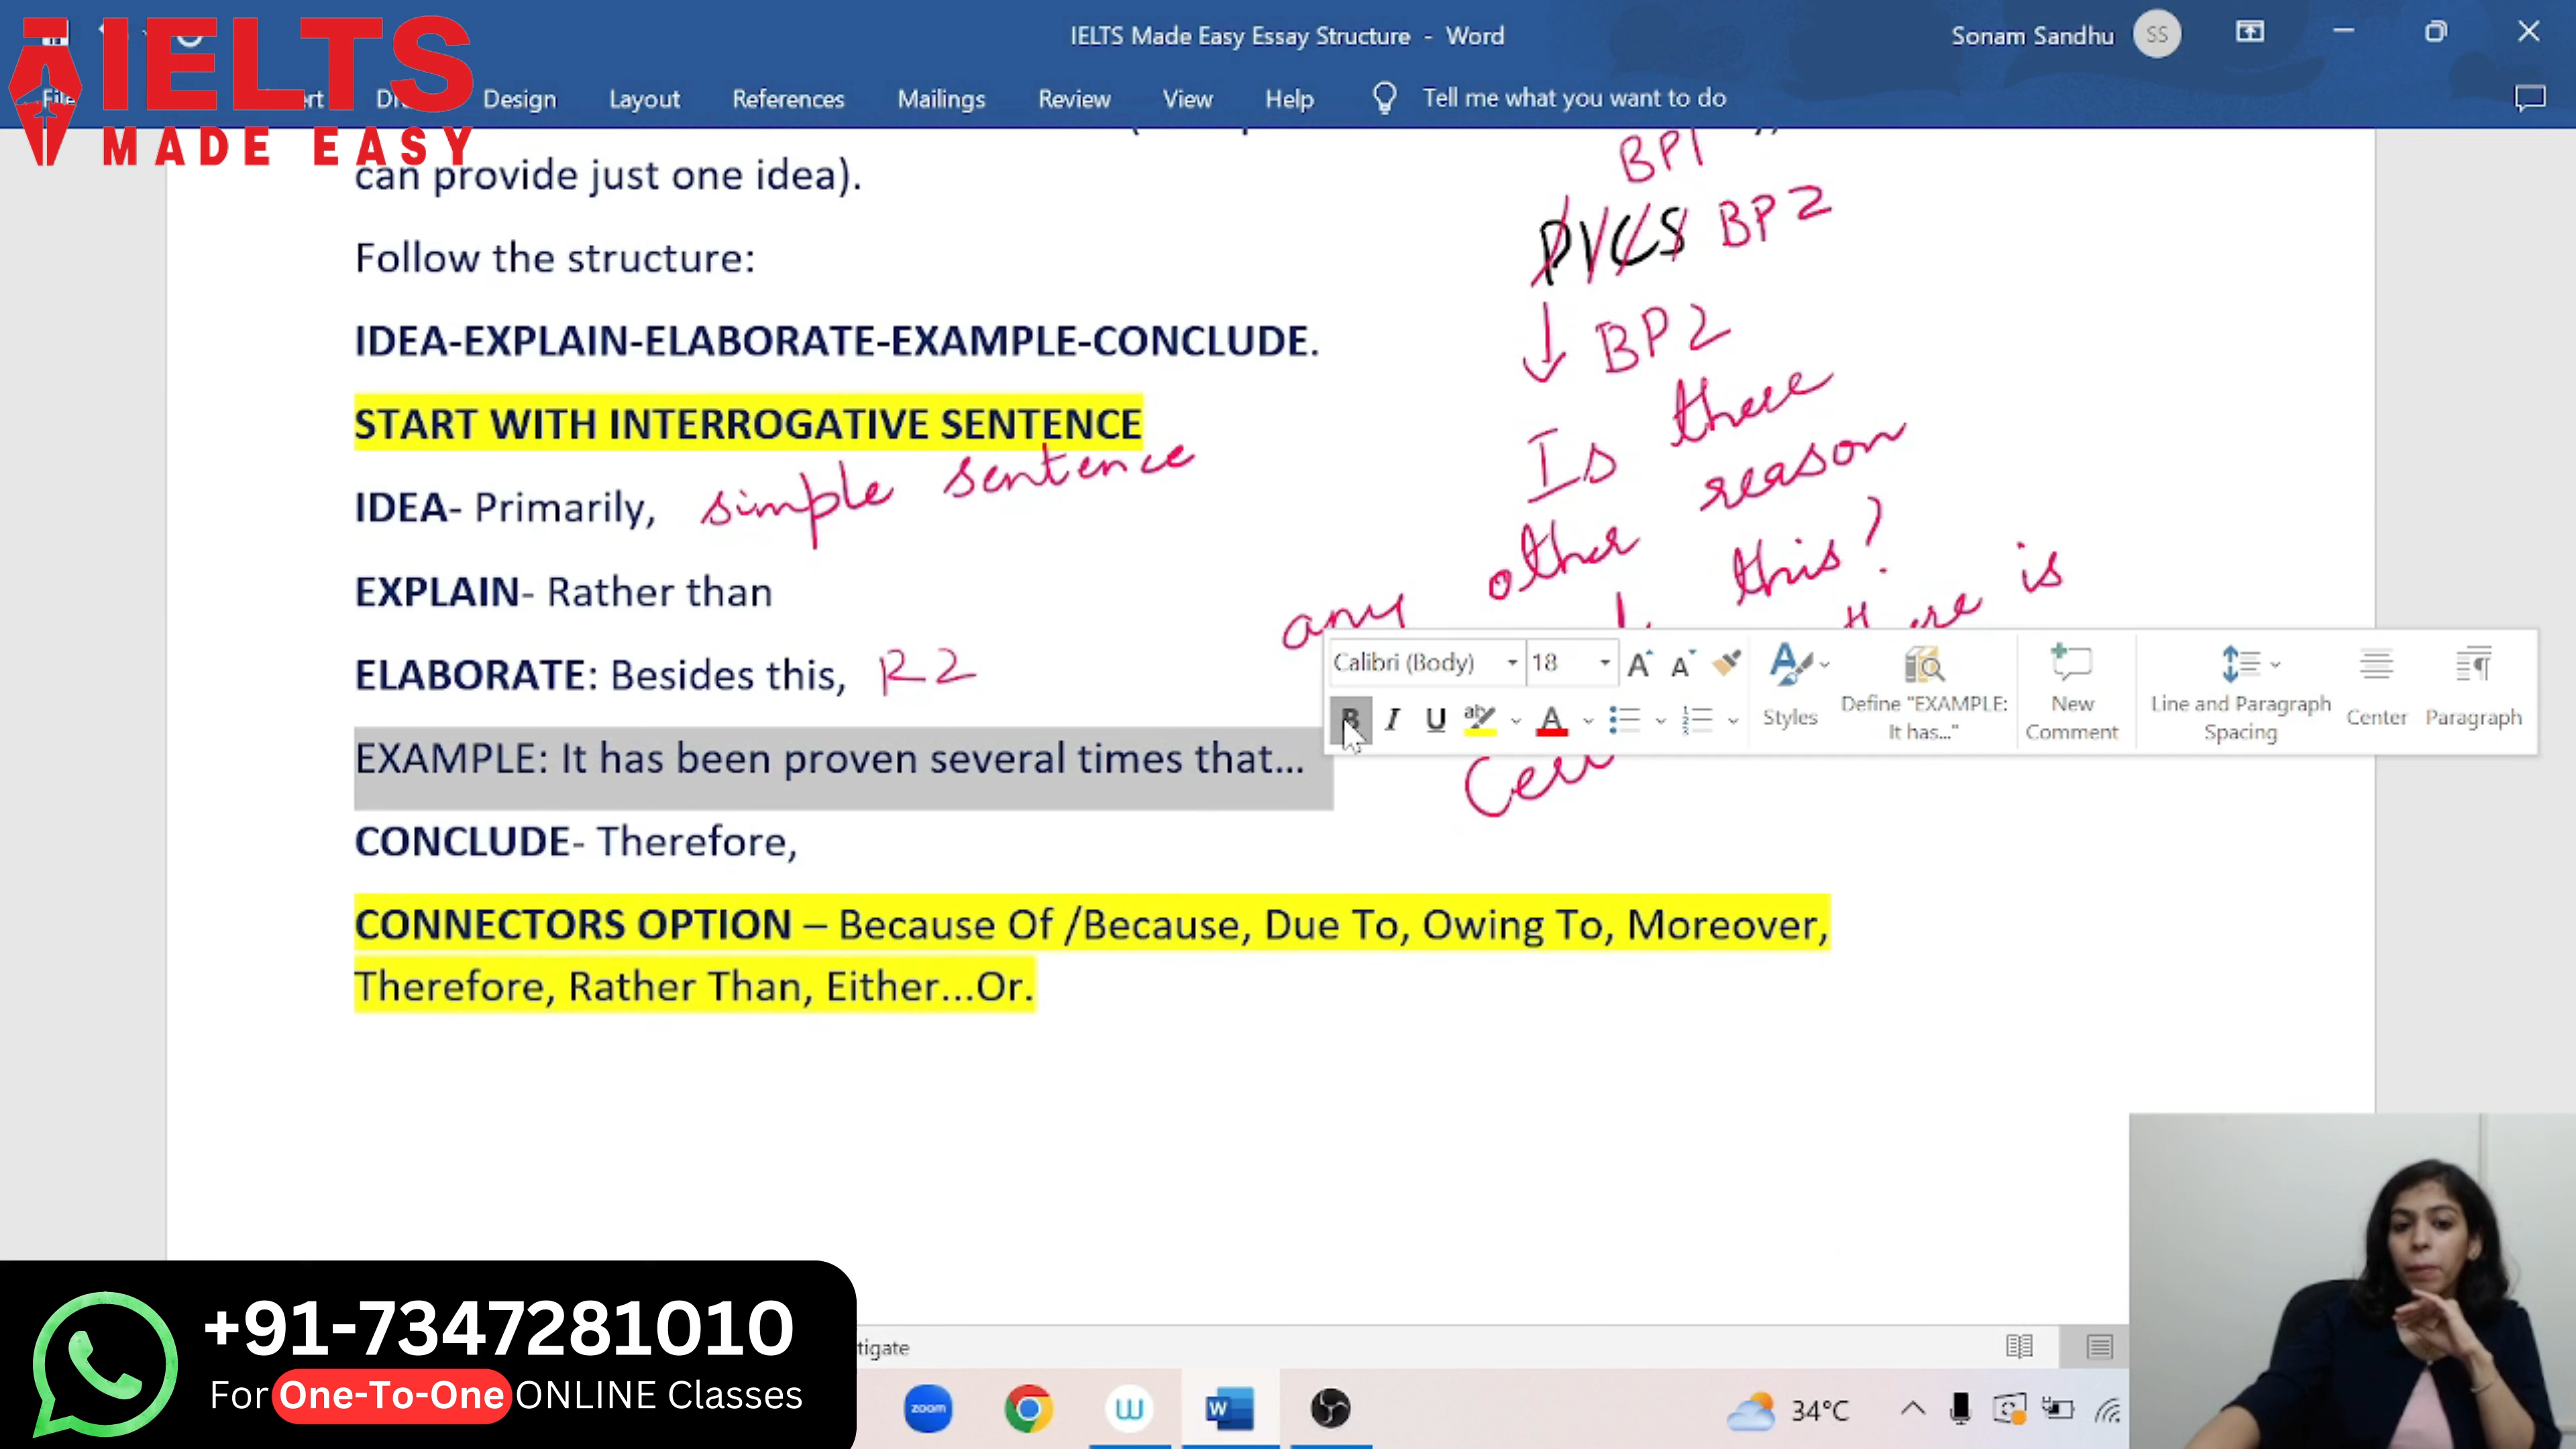 IELTS
MADE EASY
IELTS Made Easy Essay Structure - Word
Sonam Sandhu SS
File
Design Layout References Mailings Review View Help Tell me what you want to do
can provide just one idea).
Follow the structure:
IDEA-EXPLAIN-ELABORATE-EXAMPLE-CONCLUDE.
START WITH INTERROGATIVE SENTENCE
IDEA- Primarily, simple sentence
EXPLAIN- Rather than
ELABORATE: Besides this, R2
EXAMPLE: It has been proven several times that...
CONCLUDE- Therefore,
CONNECTORS OPTION – Because Of /Because, Due To, Owing To, Moreover,
Therefore, Rather Than, Either...Or.
BP1
PVCS BP2
BP2
Is there
any other reason
this?
is
Calibri (Body) 18
B I U ab A
Styles
Define "EXAMPLE:
It has..."
New
Comment
Line and Paragraph
Spacing
Center
Paragraph
+91-7347281010
For One-To-One ONLINE Classes
zoom
W
34°C